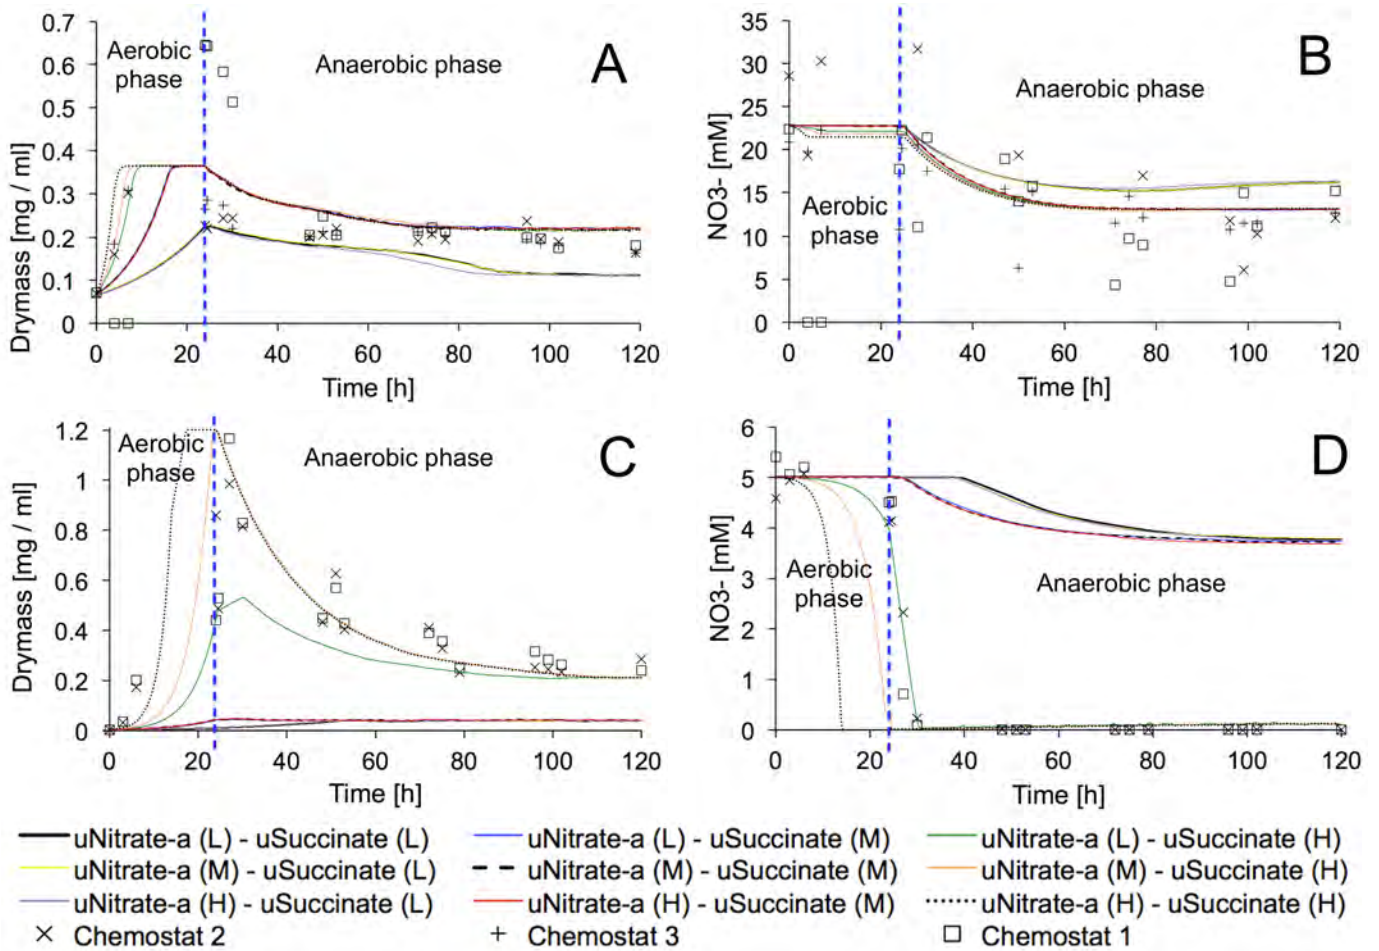 0.7
0.6
0.5
0.4
0.3
0.2
0.1
0
Drymass [mg / ml]
Aerobic
phase
Anaerobic phase
A
0 20 40 60 80 100 120
Time [h]
35
30
25
20
15
10
5
0
NO3- [mM]
Anaerobic phase
B
Aerobic
phase
0 20 40 60 80 100 120
Time [h]
1.2
1.0
0.8
0.6
0.4
0.2
0
Drymass [mg / ml]
Aerobic
phase
Anaerobic phase
C
0 20 40 60 80 100 120
Time [h]
6
5
4
3
2
1
0
NO3- [mM]
D
Aerobic
phase
Anaerobic phase
0 20 40 60 80 100 120
Time [h]
uNitrate-a (L) - uSuccinate (L) uNitrate-a (L) - uSuccinate (M) uNitrate-a (L) - uSuccinate (H)
uNitrate-a (M) - uSuccinate (L) uNitrate-a (M) - uSuccinate (M) uNitrate-a (M) - uSuccinate (H)
uNitrate-a (H) - uSuccinate (L) uNitrate-a (H) - uSuccinate (M) uNitrate-a (H) - uSuccinate (H)
Chemostat 2 Chemostat 3 Chemostat 1